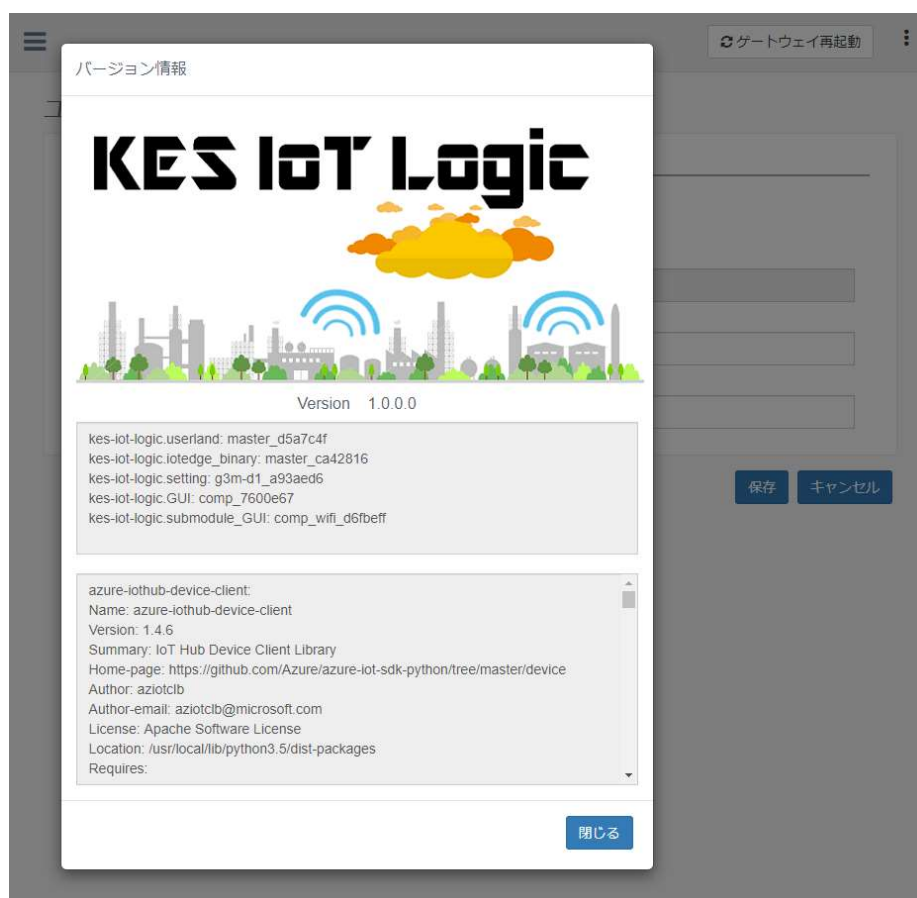 ゲートウェイ再起動
バージョン情報
KES IoT Logic
Version 1.0.0.0
kes-iot-logic.userland: master_d5a7c4f
kes-iot-logic.iotedge_binary: master_ca42816
kes-iot-logic.setting: g3m-d1_a93aed6
kes-iot-logic.GUI: comp_7600e67
kes-iot-logic.submodule_GUI: comp_wifi_d6fbeff
保存 キャンセル
azure-iothub-device-client:
Name: azure-iothub-device-client
Version: 1.4.6
Summary: IoT Hub Device Client Library
Home-page: https://github.com/Azure/azure-iot-sdk-python/tree/master/device
Author: aziotclb
Author-email: aziotclb@microsoft.com
License: Apache Software License
Location: /usr/local/lib/python3.5/dist-packages
Requires:
閉じる